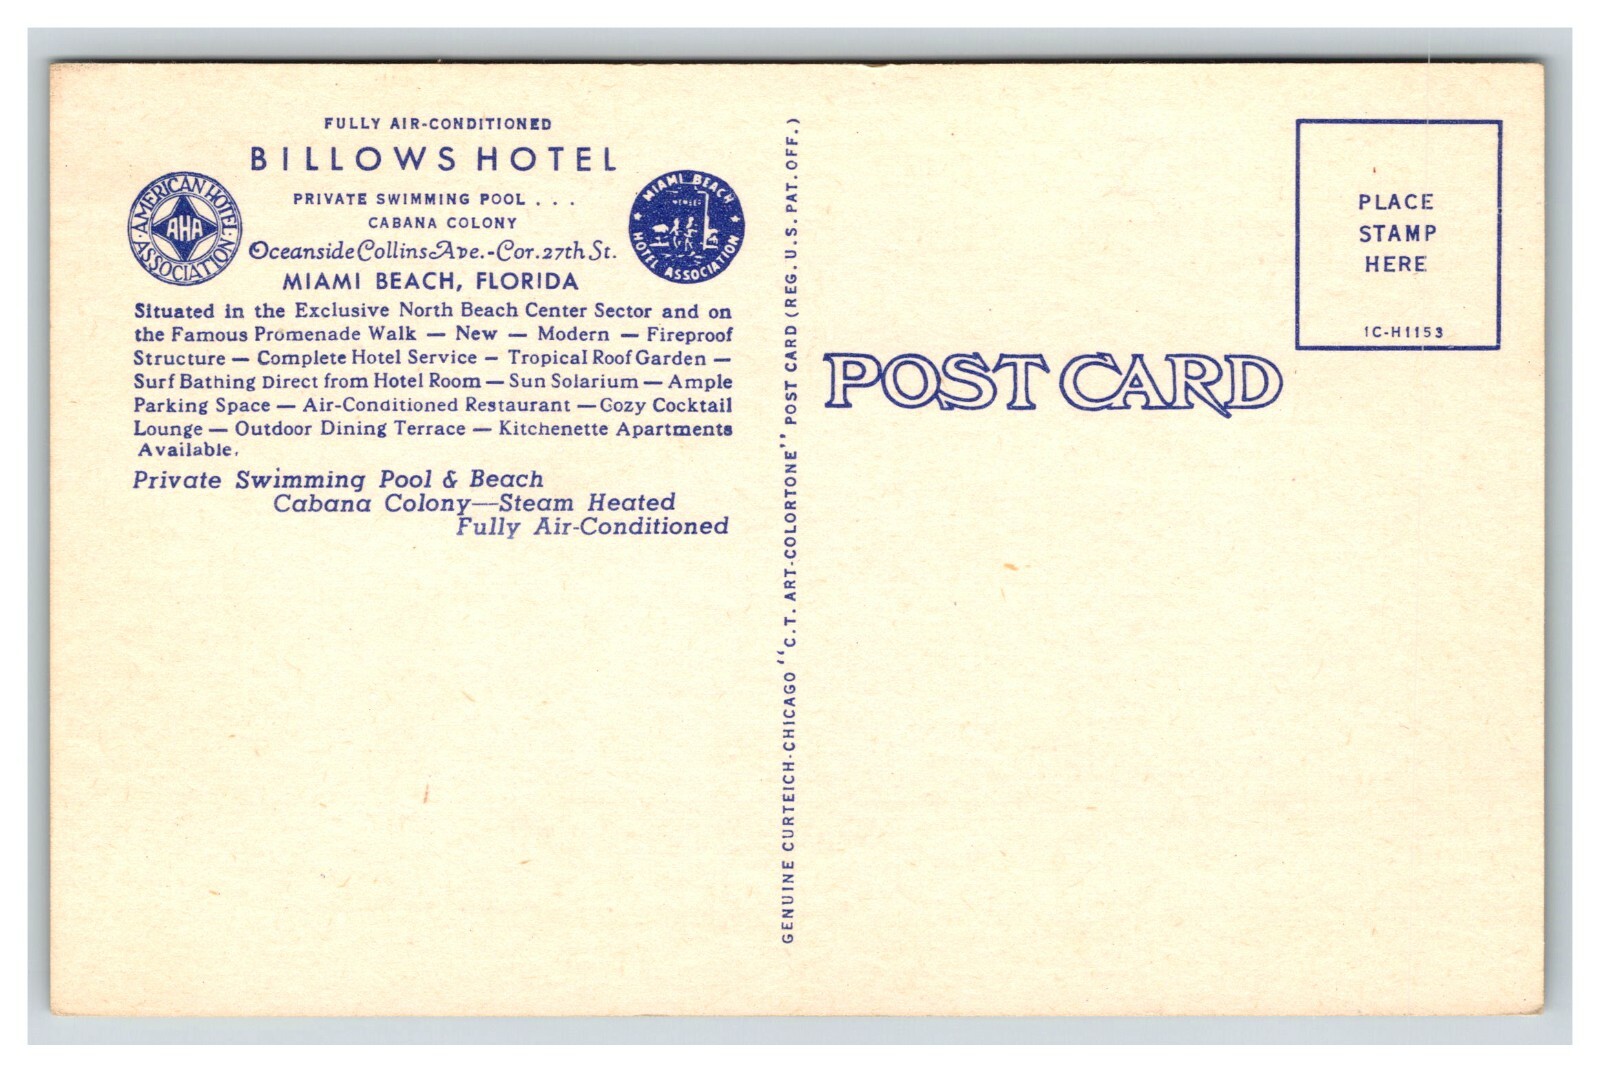 FULLY AIR-CONDITIONED
BILLOWS HOTEL
PRIVATE SWIMMING POOL . . .
CABANA COLONY
Oceanside Collins Ave.-Cor. 27th St.
MIAMI BEACH, FLORIDA
AMERICAN HOTEL ASSOCIATION
AHA
MIAMI BEACH
HOTEL ASSOCIATION
Situated in the Exclusive North Beach Center Sector and on
the Famous Promenade Walk — New — Modern — Fireproof
Structure — Complete Hotel Service — Tropical Roof Garden —
Surf Bathing Direct from Hotel Room — Sun Solarium — Ample
Parking Space — Air-Conditioned Restaurant — Cozy Cocktail
Lounge — Outdoor Dining Terrace — Kitchenette Apartments
Available.
Private Swimming Pool & Beach
Cabana Colony—Steam Heated
Fully Air-Conditioned
GENUINE CURTEICH-CHICAGO "C.T. ART-COLORTONE" POST CARD (REG. U.S. PAT. OFF.)
POST CARD
PLACE
STAMP
HERE
1C-H1153